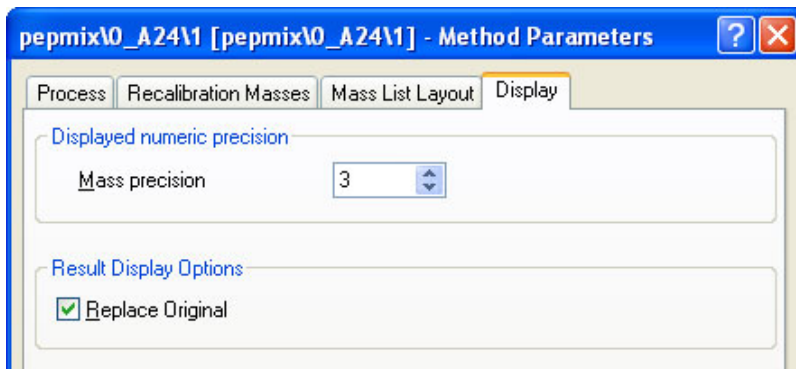 pepmix\0_A24\1 [pepmix\0_A24\1] - Method Parameters ?
Process Recalibration Masses Mass List Layout Display
Displayed numeric precision
Mass precision 3
Result Display Options
Replace Original